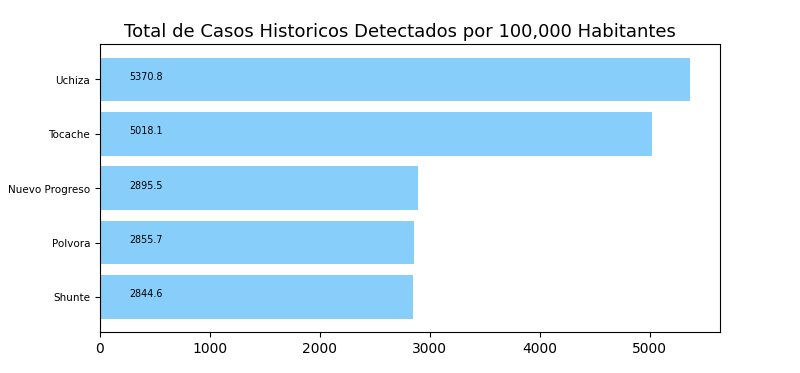 Total de Casos Historicos Detectados por 100,000 Habitantes
Uchiza 5370.8
Tocache 5018.1
Nuevo Progreso 2895.5
Polvora 2855.7
Shunte 2844.6
0 1000 2000 3000 4000 5000